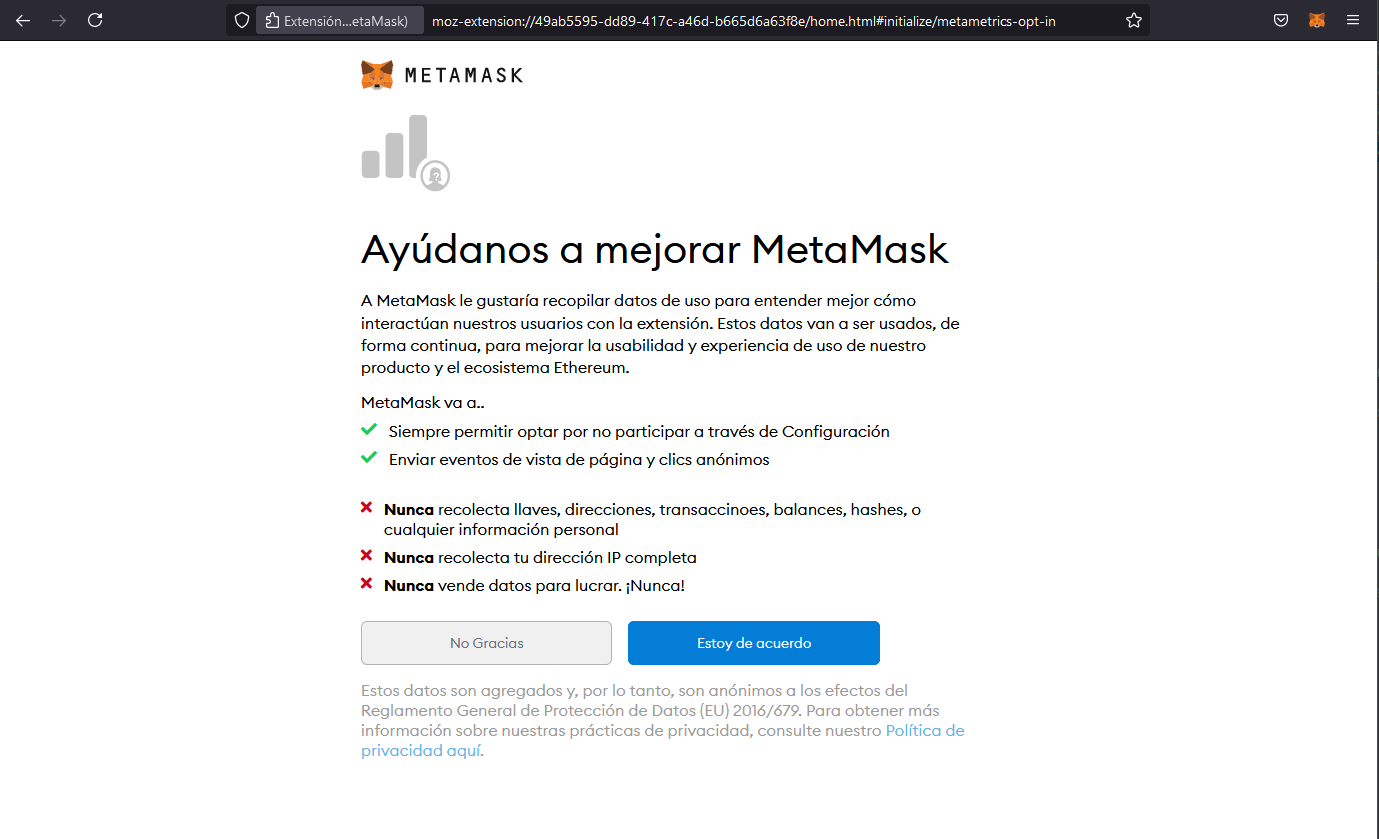 Extensión...etaMask)
moz-extension://49ab5595-dd89-417c-a46d-b665d6a63f8e/home.html#initialize/metametrics-opt-in
METAMASK
Ayúdanos a mejorar MetaMask
A MetaMask le gustaría recopilar datos de uso para entender mejor cómo
interactúan nuestros usuarios con la extensión. Estos datos van a ser usados, de
forma continua, para mejorar la usabilidad y experiencia de uso de nuestro
producto y el ecosistema Ethereum.
MetaMask va a..
Siempre permitir optar por no participar a través de Configuración
Enviar eventos de vista de página y clics anónimos
Nunca recolecta llaves, direcciones, transaccinoes, balances, hashes, o
cualquier información personal
Nunca recolecta tu dirección IP completa
Nunca vende datos para lucrar. ¡Nunca!
No Gracias
Estoy de acuerdo
Estos datos son agregados y, por lo tanto, son anónimos a los efectos del
Reglamento General de Protección de Datos (EU) 2016/679. Para obtener más
información sobre nuestras prácticas de privacidad, consulte nuestro Política de
privacidad aquí.